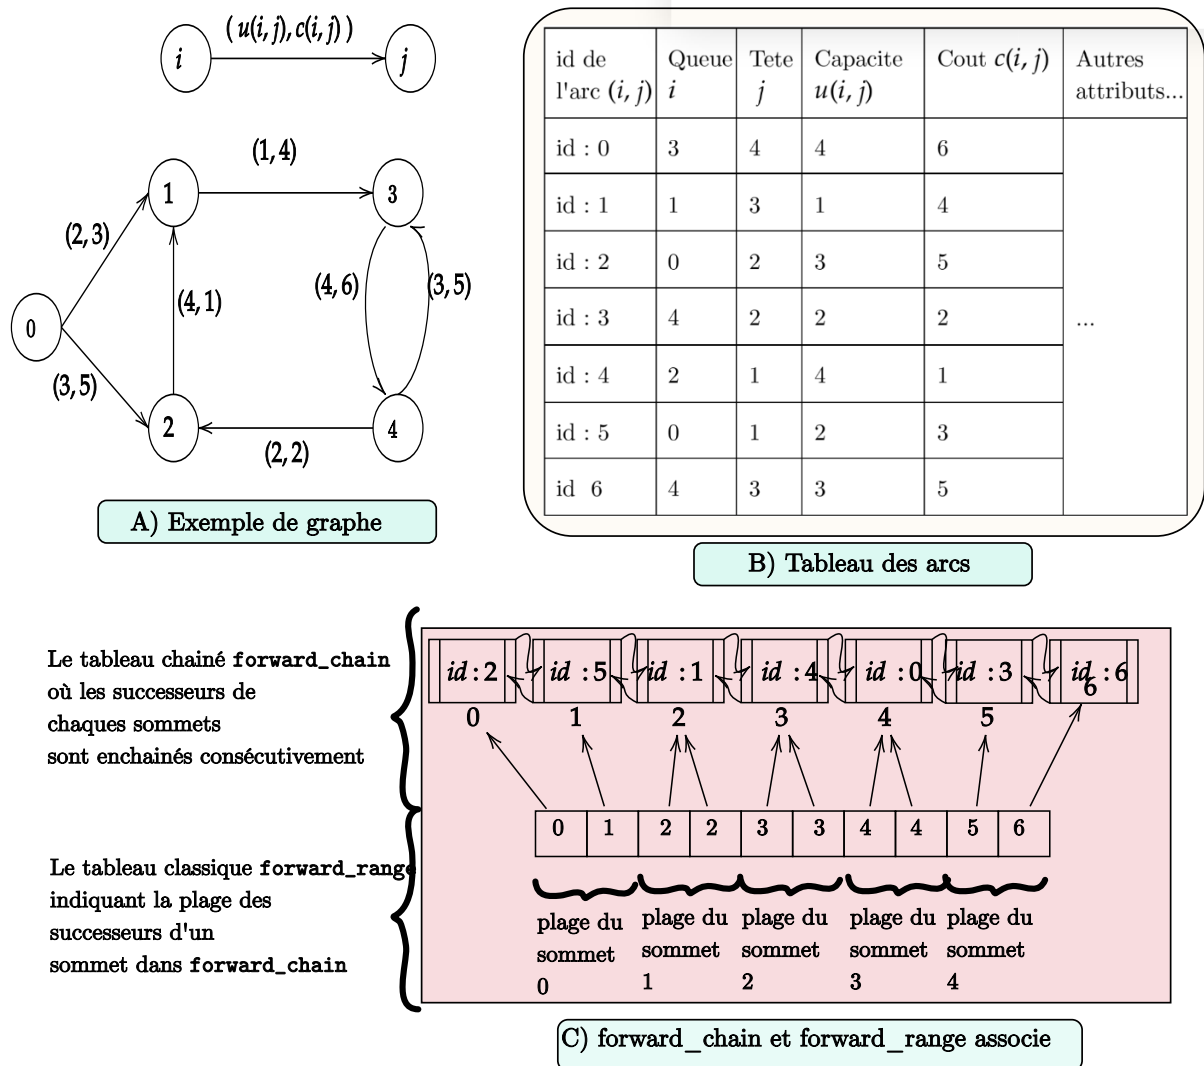 ( u(i, j), c(i, j) )
i
j
(1, 4)
1
3
(2, 3)
(4, 1)
(4, 6)
(3, 5)
0
(3, 5)
2
4
(2, 2)
A) Exemple de graphe
id de l'arc (i, j) Queue i Tete j Capacite u(i, j) Cout c(i, j) Autres attributs...
id : 0 3 4 4 6
id : 1 1 3 1 4
id : 2 0 2 3 5
id : 3 4 2 2 2 ...
id : 4 2 1 4 1
id : 5 0 1 2 3
id 6 4 3 3 5
B) Tableau des arcs
Le tableau chainé forward_chain
où les successeurs de
chaques sommets
sont enchainés consécutivement
id : 2 id : 5 id : 1 id : 4 id : 0 id : 3 id : 6
0 1 2 3 4 5 6
0 1 2 2 3 3 4 4 5 6
Le tableau classique forward_range
indiquant la plage des
successeurs d'un
sommet dans forward_chain
plage du sommet 0
plage du sommet 1
plage du sommet 2
plage du sommet 3
plage du sommet 4
C) forward_chain et forward_range associe